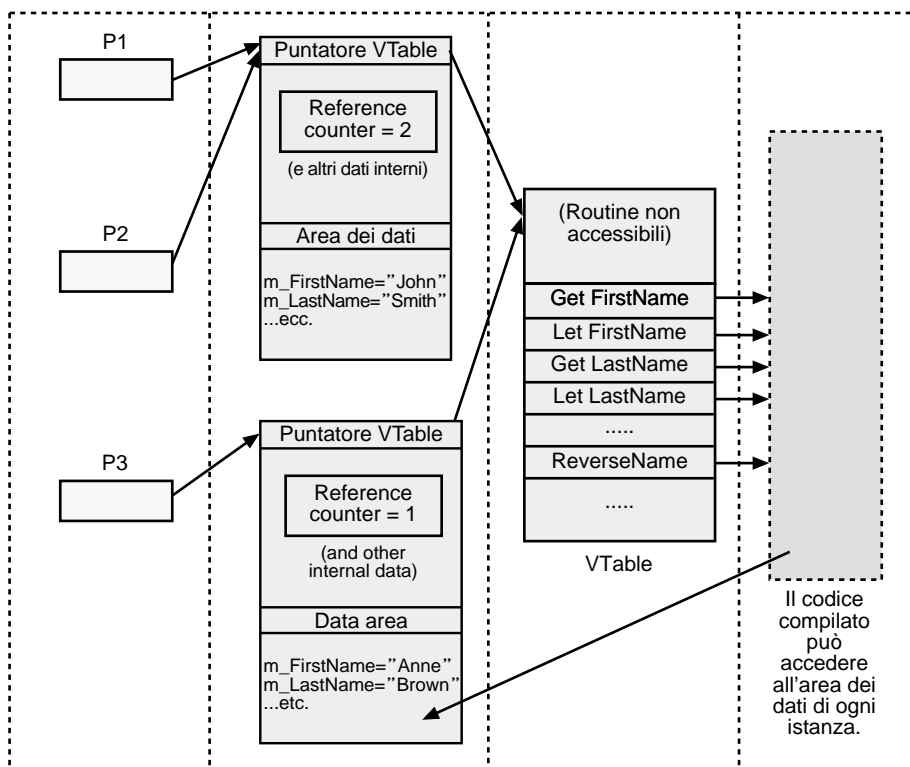 P1
P2
P3
Puntatore VTable
Reference
counter = 2
(e altri dati interni)
Area dei dati
m_FirstName="John"
m_LastName="Smith"
...ecc.
Puntatore VTable
Reference
counter = 1
(and other
internal data)
Data area
m_FirstName="Anne"
m_LastName="Brown"
...etc.
(Routine non
accessibili)
Get FirstName
Let FirstName
Get LastName
Let LastName
.....
ReverseName
.....
VTable
Il codice
compilato
può
accedere
all'area dei
dati di ogni
istanza.